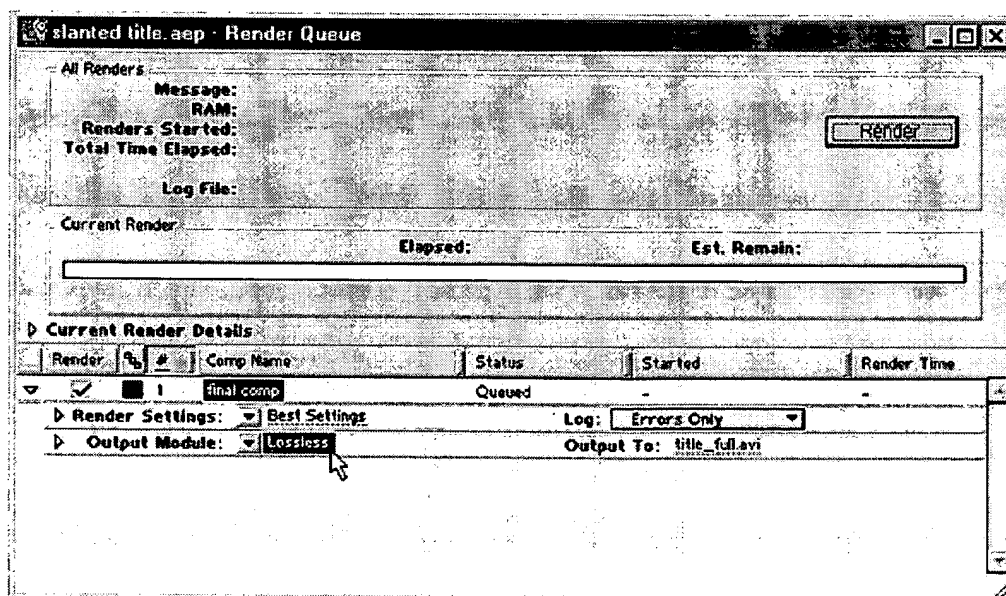 slanted title.aep · Render Queue
All Renders
Message:
RAM:
Renders Started:
Total Time Elapsed:
Render
Log File:
Current Render
Elapsed: Est. Remain:
Current Render Details
Render # Comp Name Status Started Render Time
1 final comp Queued - -
Render Settings: Best Settings Log: Errors Only
Output Module: Lossless Output To: title_full.avi